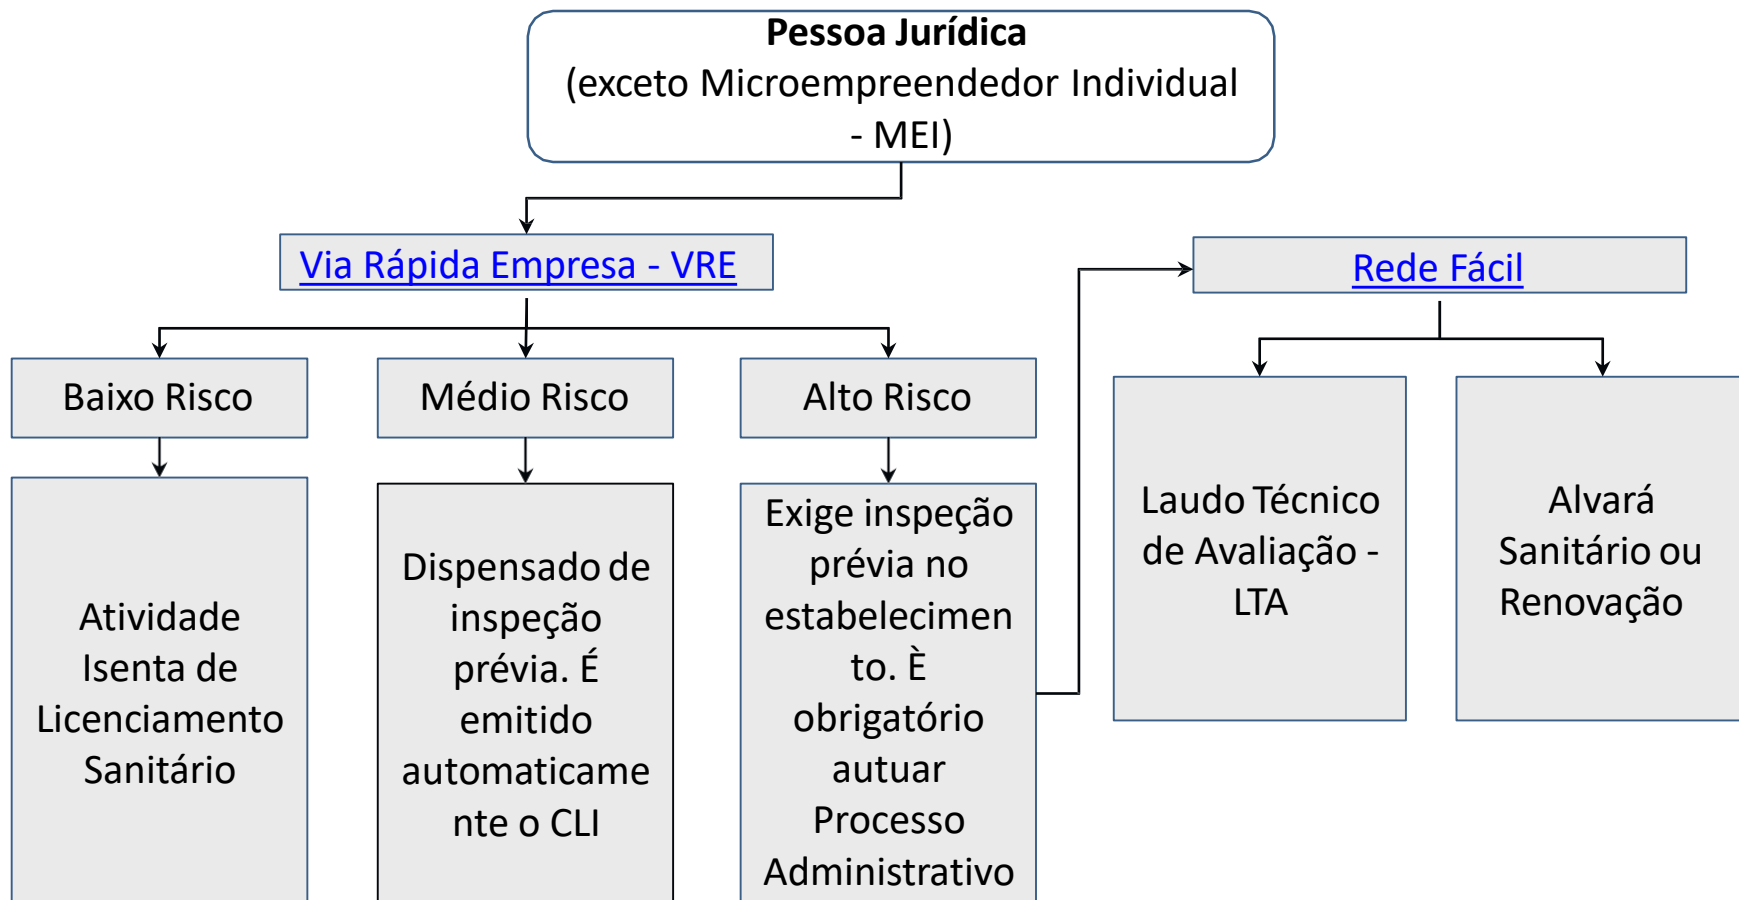 Pessoa Jurídica
(exceto Microempreendedor Individual
- MEI)
Via Rápida Empresa - VRE
Rede Fácil
Baixo Risco
Médio Risco
Alto Risco
Atividade
Isenta de
Licenciamento
Sanitário
Dispensado de
inspeção
prévia. É
emitido
automaticame
nte o CLI
Exige inspeção
prévia no
estabelecimen
to. È
obrigatório
autuar
Processo
Administrativo
Laudo Técnico
de Avaliação -
LTA
Alvará
Sanitário ou
Renovação